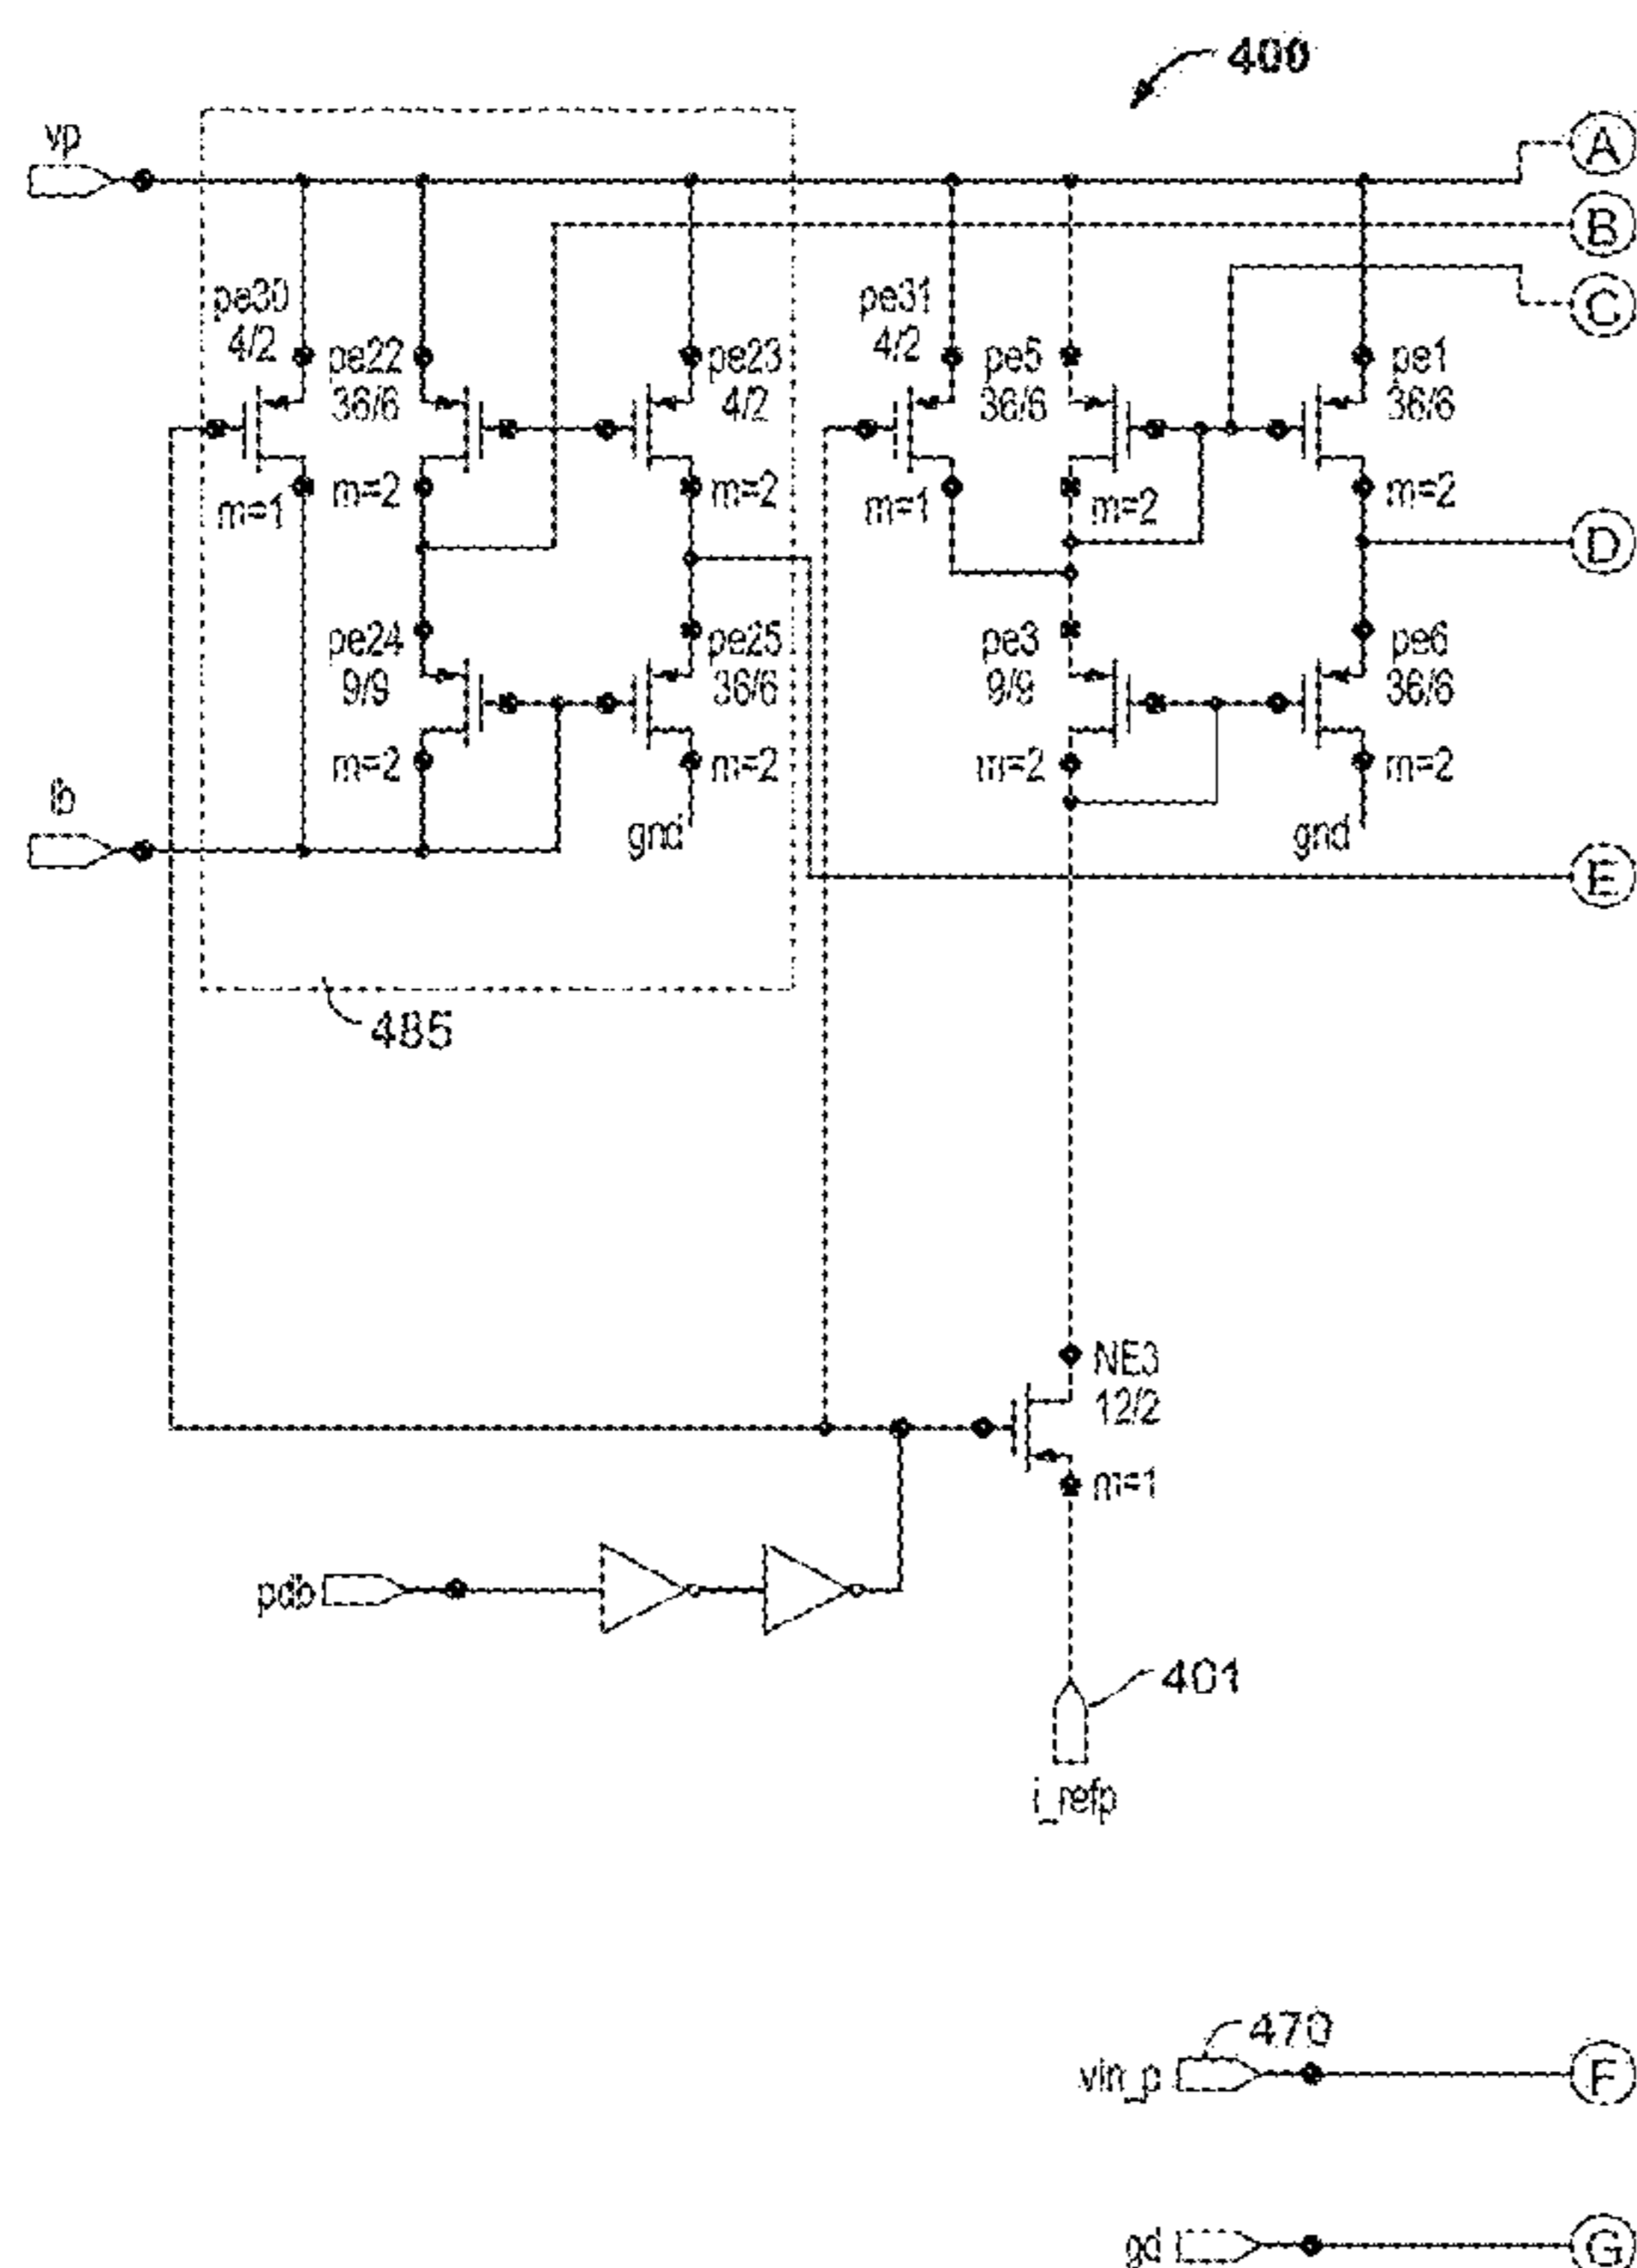 400
vp
A
B
C
pe30
4/2
m=1
pe22
36/6
m=2
pe23
4/2
m=2
pe31
4/2
m=1
pe5
36/6
m=2
pe1
36/6
m=2
D
pe24
9/9
m=2
pe25
36/6
m=2
gnd
pe3
9/9
m=2
pe6
36/6
m=2
gnd
E
485
NE3
12/2
m=1
pdb
401
i_refp
470
vin_p
F
gd
G